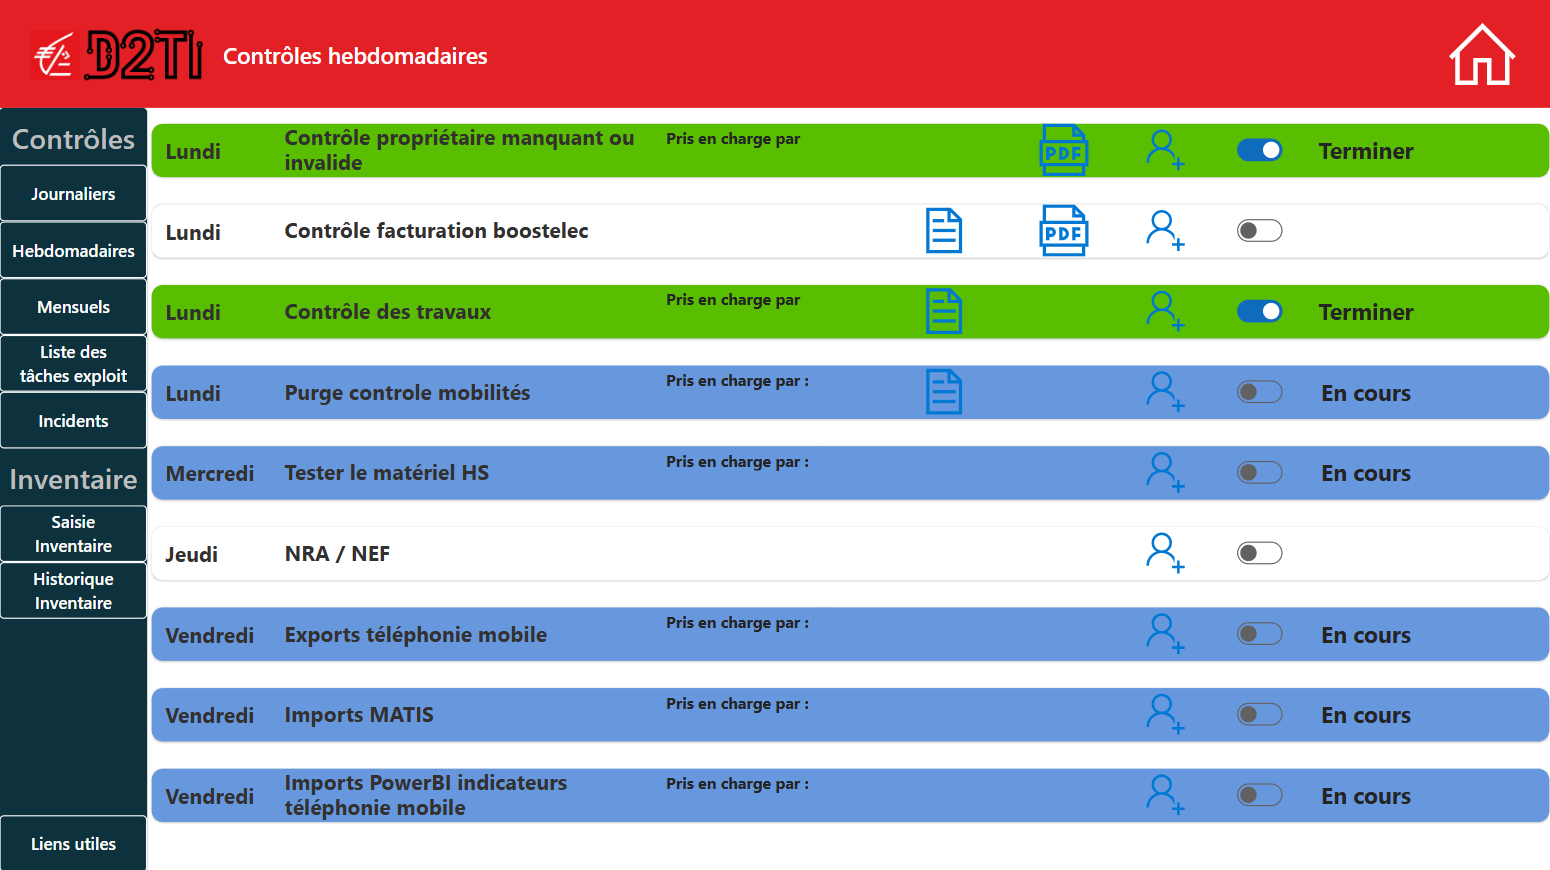 D2Ti
Contrôles hebdomadaires
Contrôles
Journaliers
Hebdomadaires
Mensuels
Liste des
tâches exploit
Incidents
Inventaire
Saisie
Inventaire
Historique
Inventaire
Liens utiles
Lundi
Contrôle propriétaire manquant ou
invalide
Pris en charge par
PDF
Terminer
Lundi
Contrôle facturation boostelec
PDF
Lundi
Contrôle des travaux
Pris en charge par
Terminer
Lundi
Purge controle mobilités
Pris en charge par :
En cours
Mercredi
Tester le matériel HS
Pris en charge par :
En cours
Jeudi
NRA / NEF
Vendredi
Exports téléphonie mobile
Pris en charge par :
En cours
Vendredi
Imports MATIS
Pris en charge par :
En cours
Vendredi
Imports PowerBI indicateurs
téléphonie mobile
Pris en charge par :
En cours